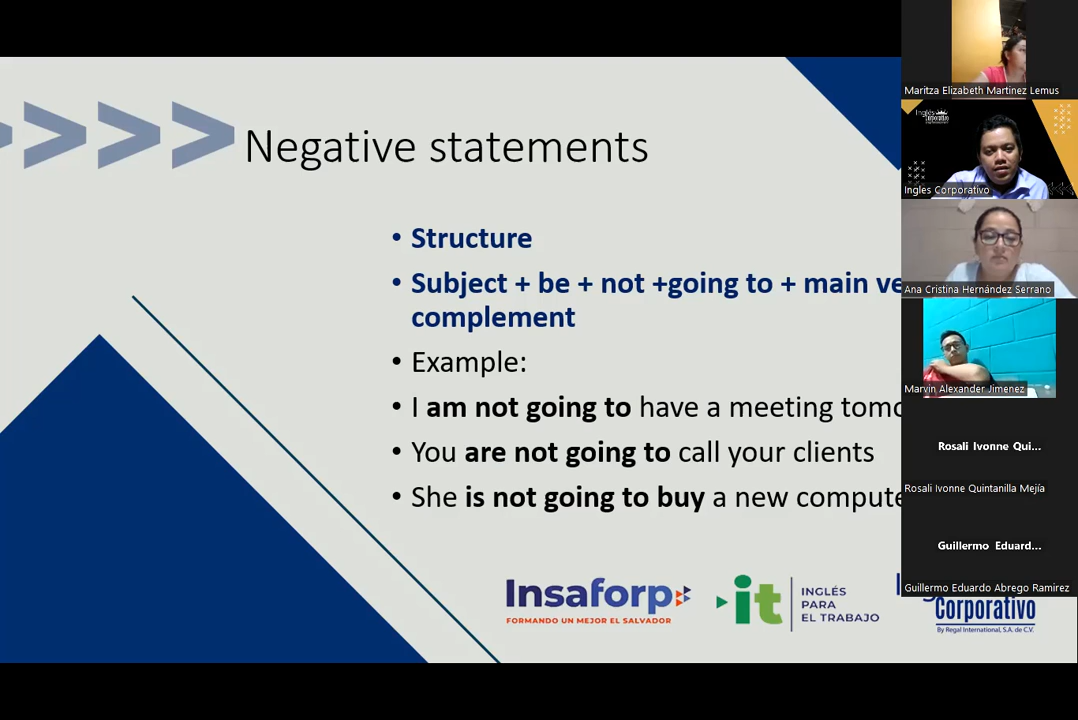 Negative statements
• Structure
• Subject + be + not +going to + main
complement
• Example:
• I am not going to have a meeting
• You are not going to call your clients
• She is not going to buy a new
Insaforp
FORMANDO UN MEJOR EL SALVADOR
it
INGLÉS
PARA
EL TRABAJO
Corporativo
By Regal International, S.A. de C.V.
Maritza Elizabeth Martinez Lemus
Inglés
Corporativo
Ingles Corporativo
Ana Cristina Hernández Serrano
Marvin Alexander Jimenez
Rosali Ivonne Qui...
Rosali Ivonne Quintanilla Mejía
Guillermo Eduard...
Guillermo Eduardo Abrego Ramirez